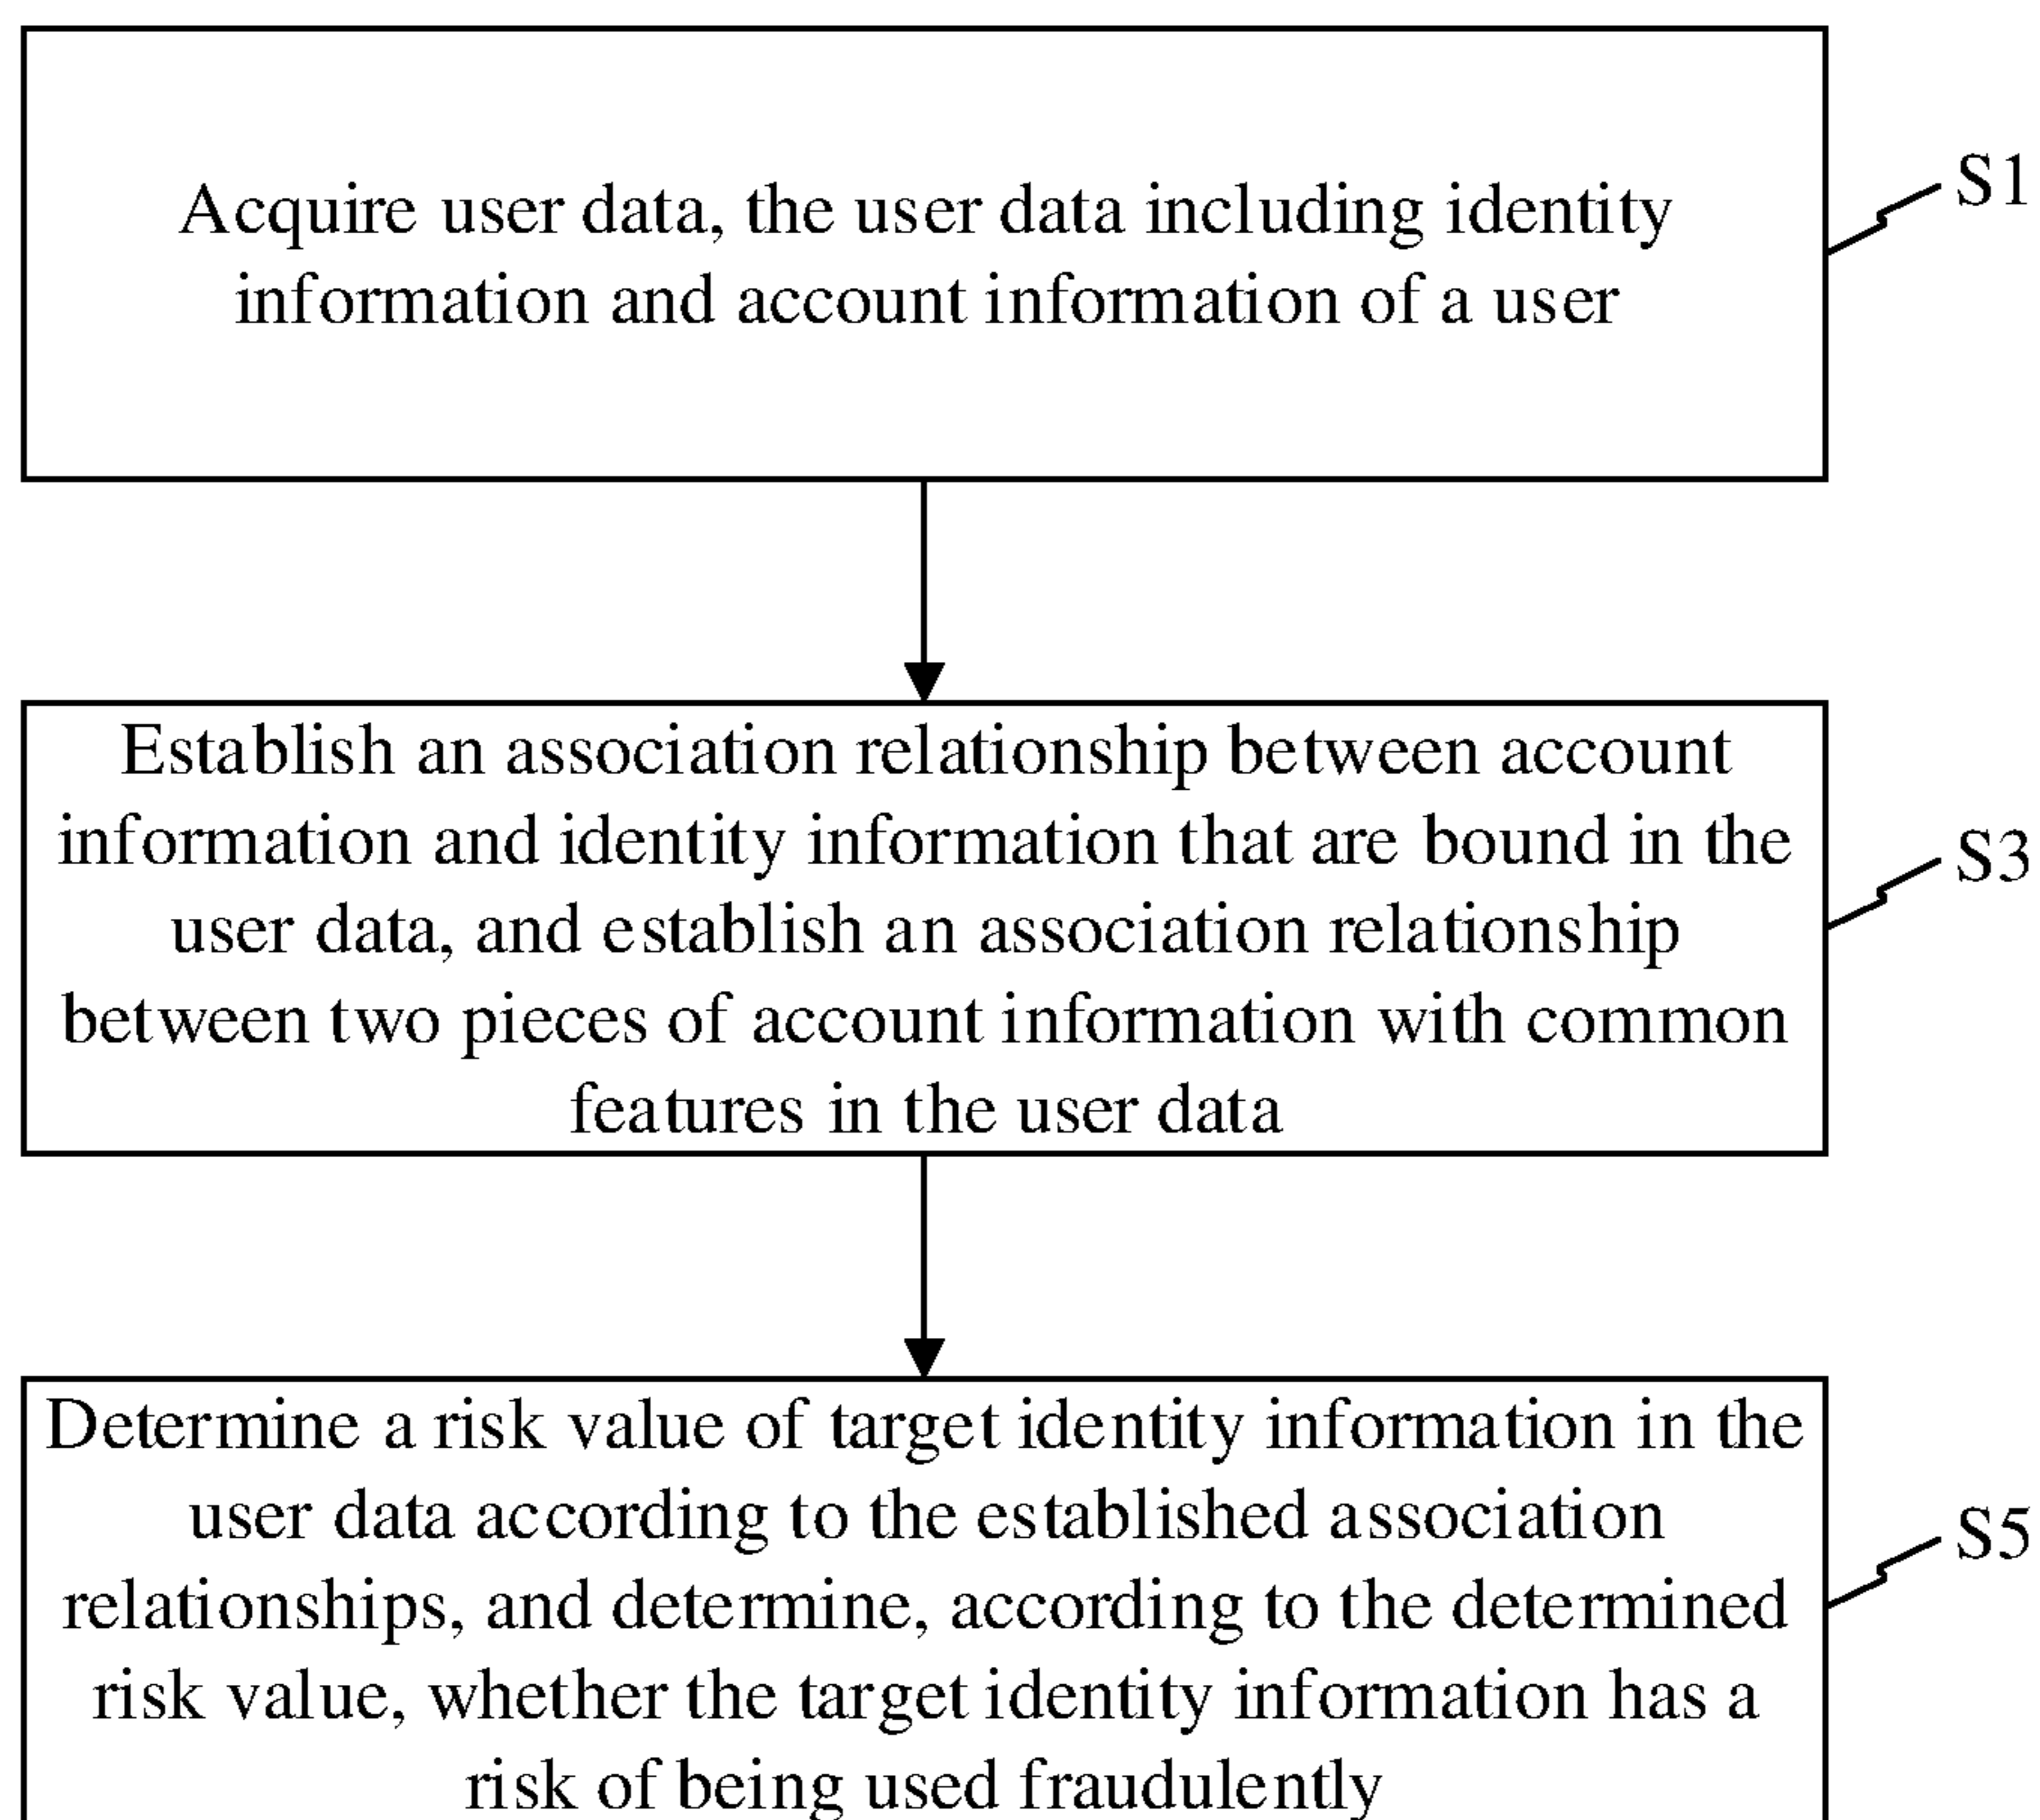 Acquire user data, the user data including identity
information and account information of a user
S1
Establish an association relationship between account
information and identity information that are bound in the
user data, and establish an association relationship
between two pieces of account information with common
features in the user data
S3
Determine a risk value of target identity information in the
user data according to the established association
relationships, and determine, according to the determined
risk value, whether the target identity information has a
risk of being used fraudulently
S5